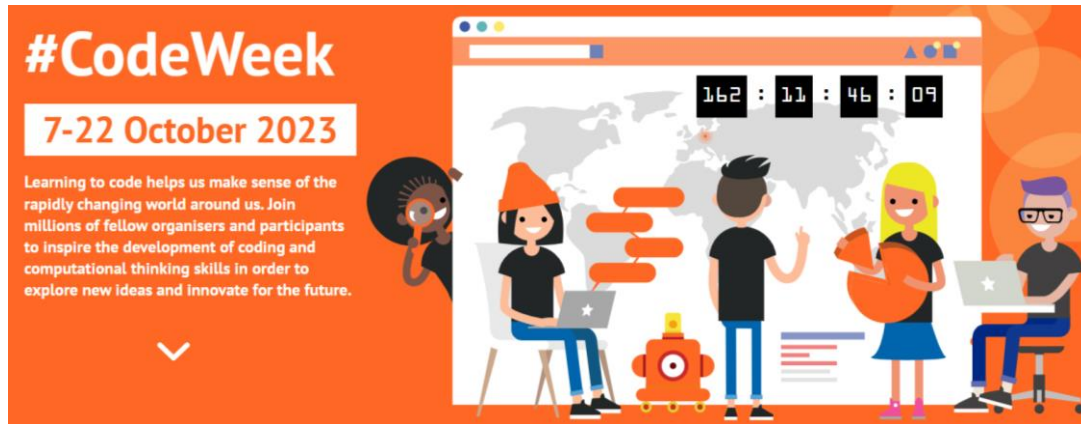 #CodeWeek
7-22 October 2023
Learning to code helps us make sense of the
rapidly changing world around us. Join
millions of fellow organisers and participants
to inspire the development of coding and
computational thinking skills in order to
explore new ideas and innovate for the future.
162 : 11 : 46 : 09